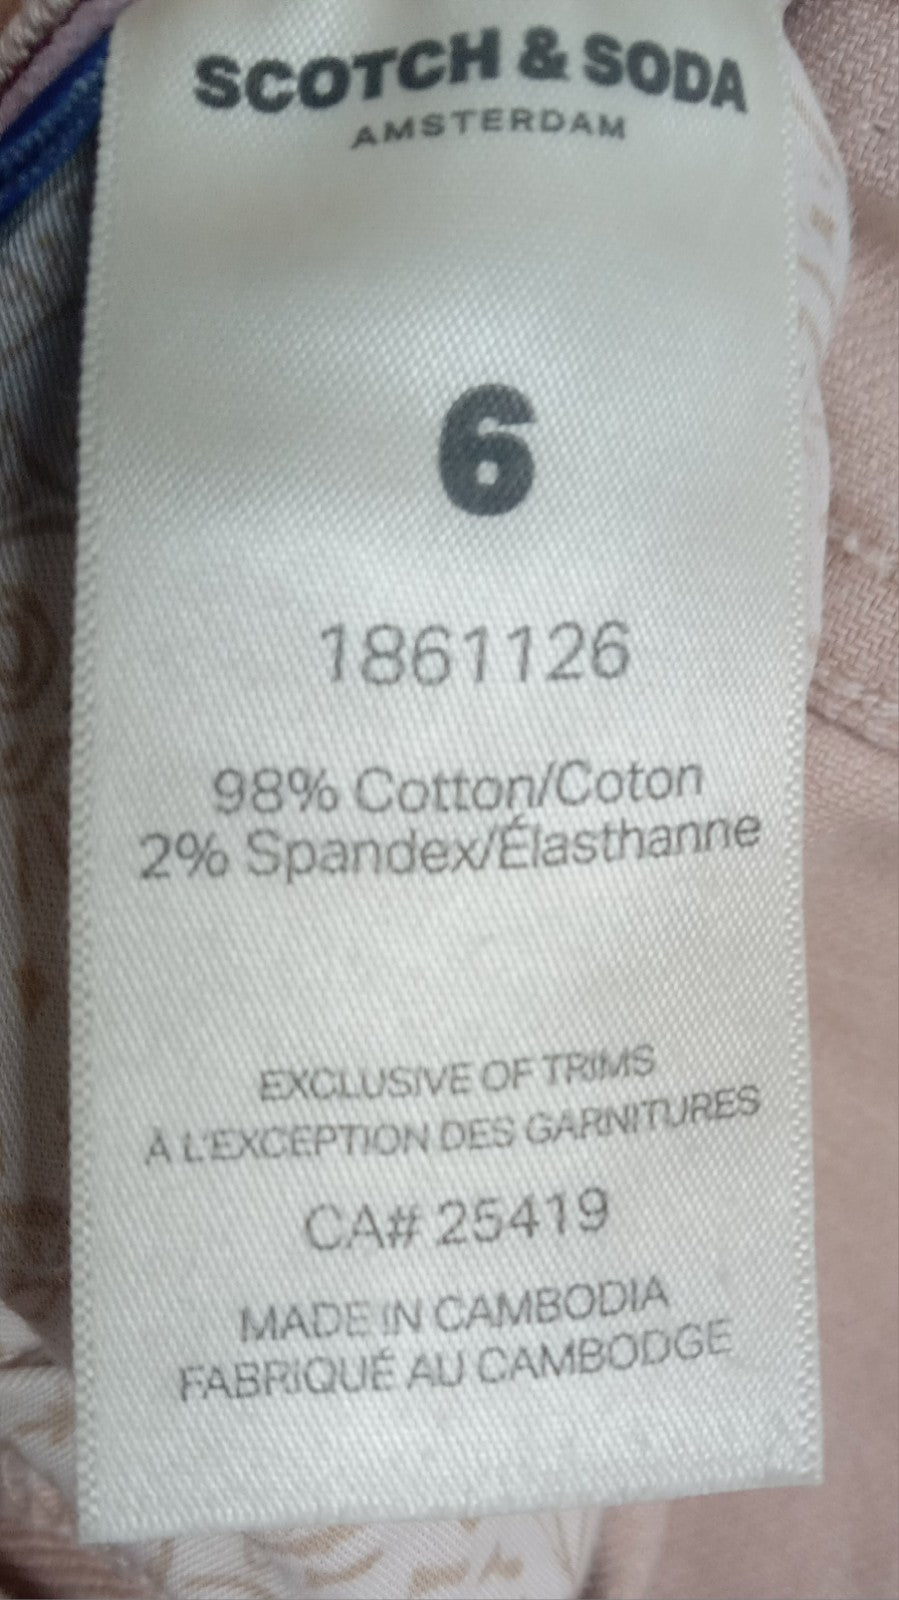 SCOTCH & SODA
AMSTERDAM
6
1861126
98% Cotton/Coton
2% Spandex/Élasthanne
EXCLUSIVE OF TRIMS
À L'EXCEPTION DES GARNITURES
CA# 25419
MADE IN CAMBODIA
FABRIQUÉ AU CAMBODGE